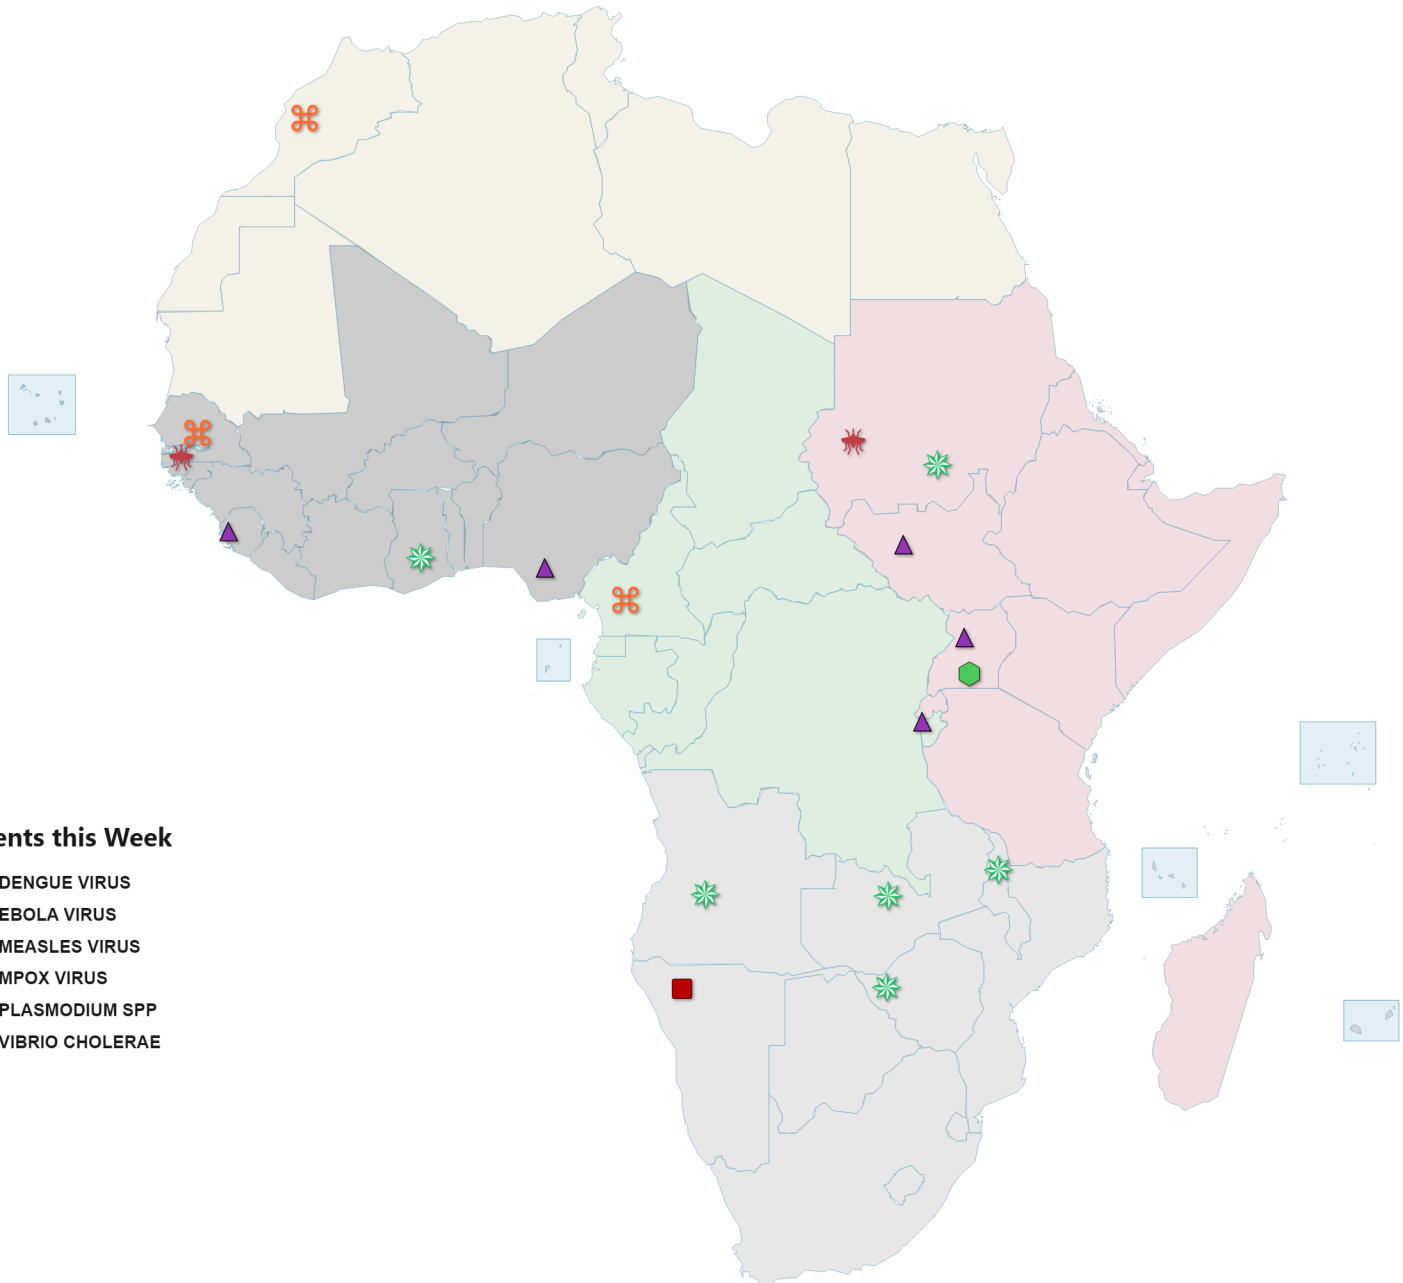 ents this Week
DENGUE VIRUS
EBOLA VIRUS
MEASLES VIRUS
MPOX VIRUS
PLASMODIUM SPP
VIBRIO CHOLERAE